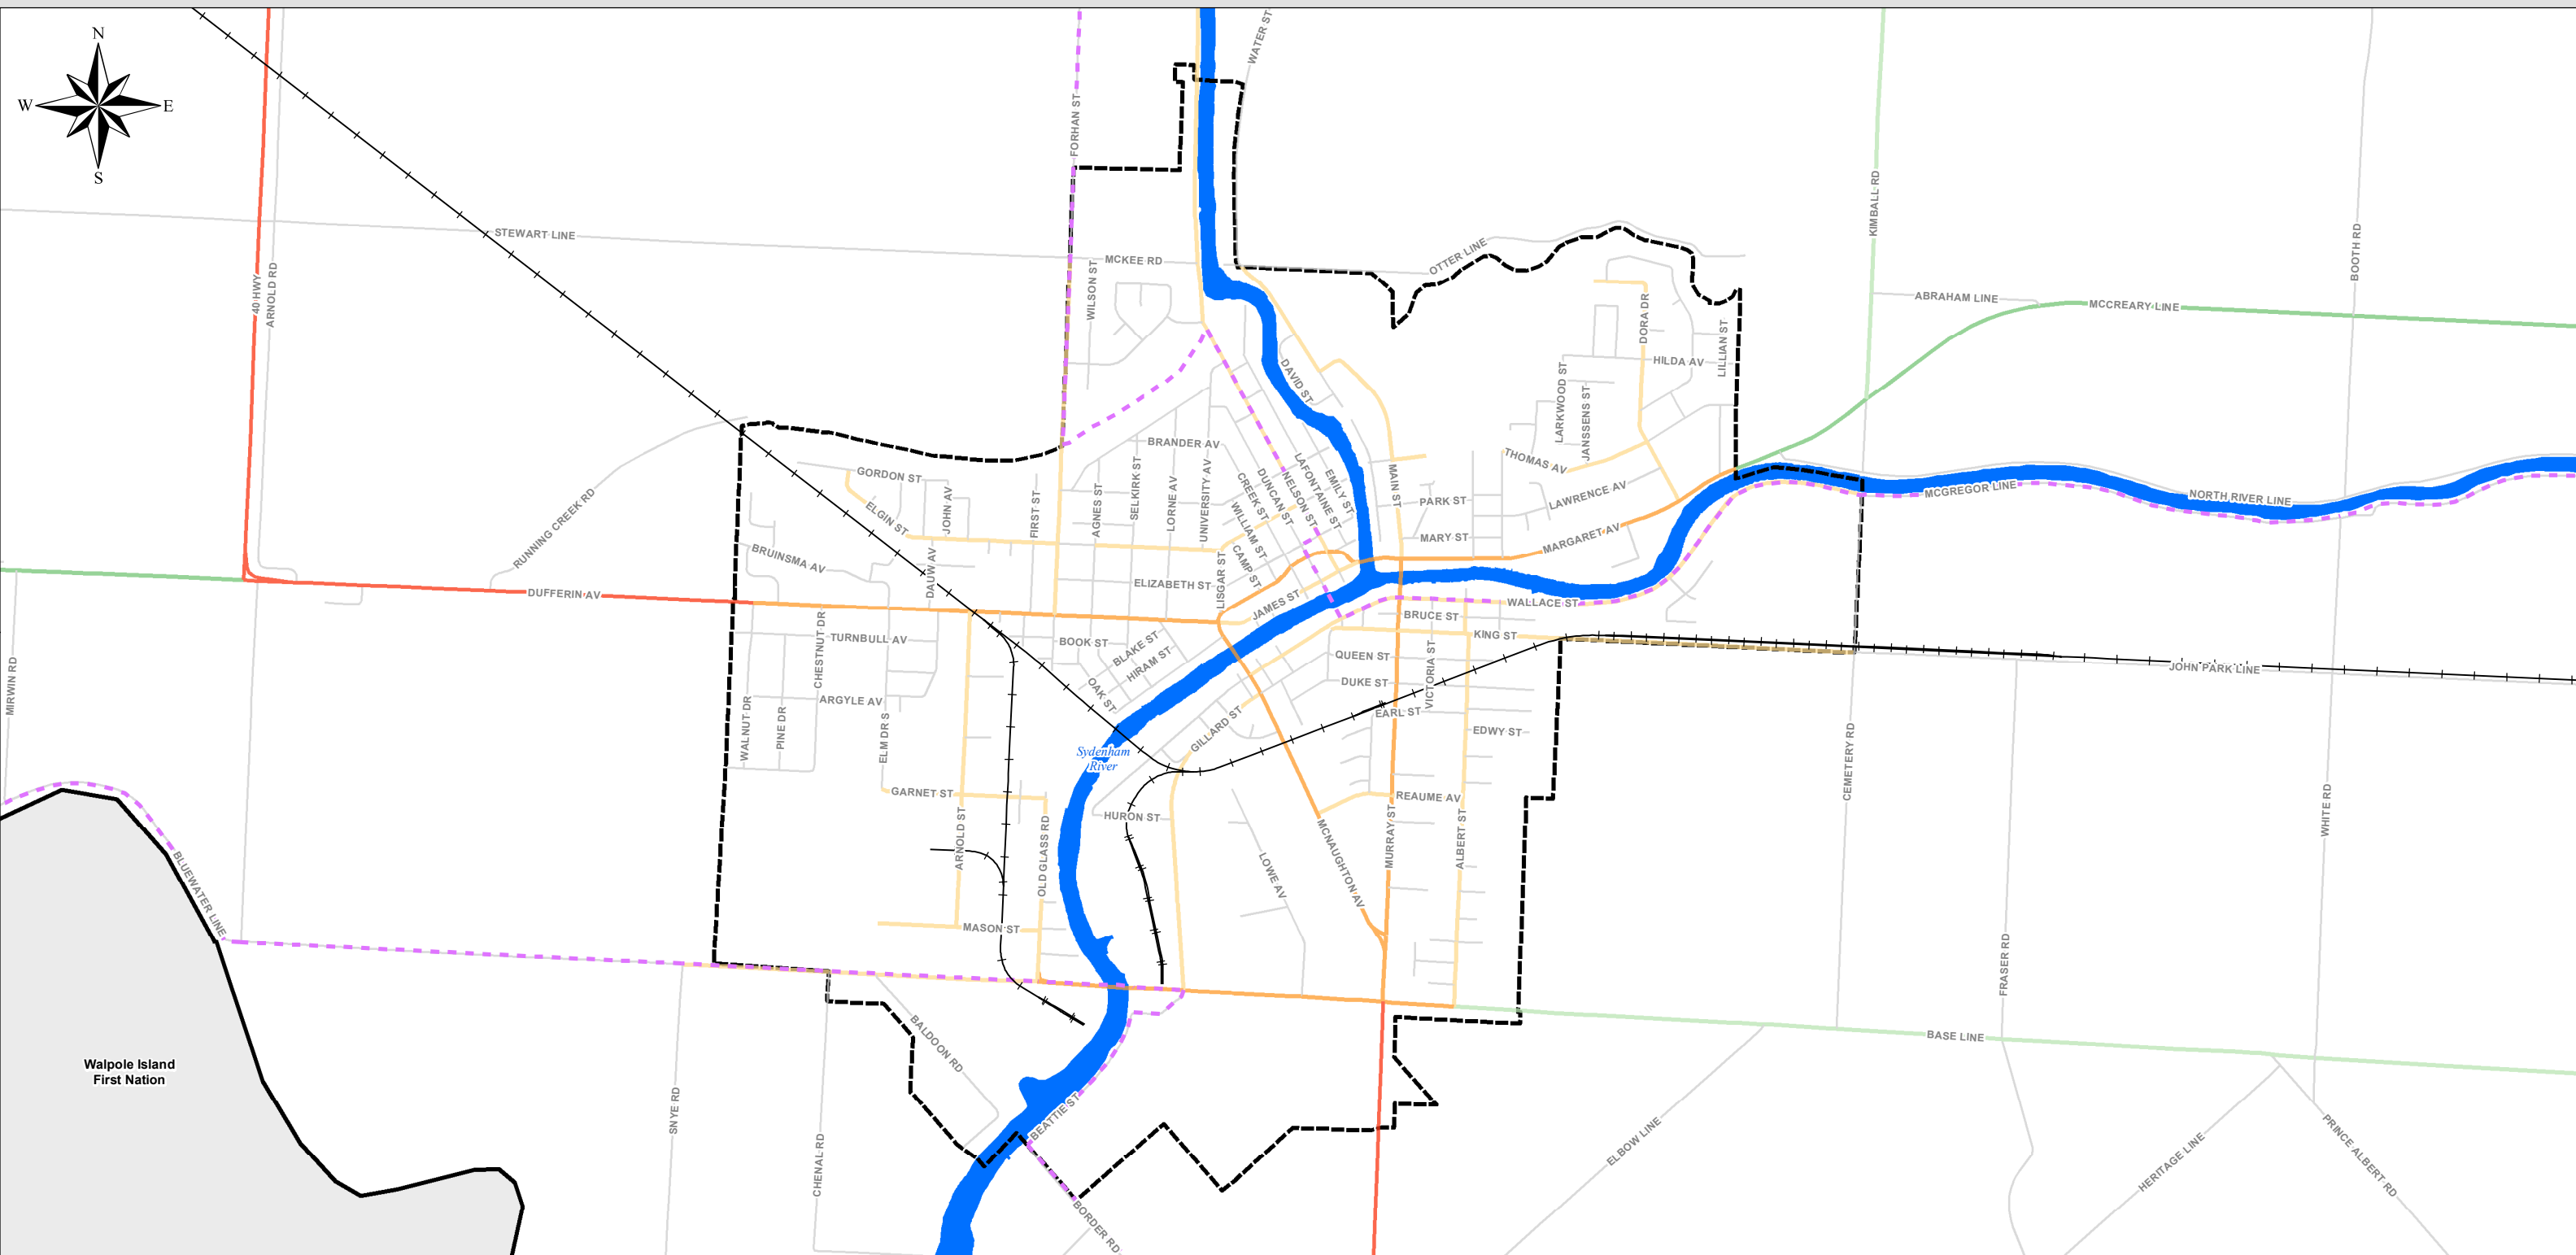 N
W
E
S
WATER ST
FORHAN ST
KIMBALL RD
STEWART LINE
MCKEE RD
OTTER LINE
BOOTH RD
40 HWY
ARNOLD RD
WILSON ST
ABRAHAM LINE
MCCREARY LINE
DORA DR
LILLIAN ST
HILDA AV
DAVID ST
LARKWOOD ST
JANSSENS ST
BRANDER AV
THOMAS AV
GORDON ST
SELKIRK ST
UNIVERSITY AV
LAFONTAINE ST
EMILY ST
NELSON ST
DUNCAN ST
CREEK ST
MAIN ST
PARK ST
LAWRENCE AV
MCGREGOR LINE
NORTH RIVER LINE
ELGIN ST
JOHN AV
FIRST ST
AGNES ST
LORNE AV
WILLIAM ST
CAMP ST
MARY ST
MARGARET AV
RUNNING CREEK RD
BRUINSMA AV
DAUW AV
ELIZABETH ST
LISGAR ST
JAMES ST
DUFFERIN AV
WALLACE ST
BRUCE ST
KING ST
TURNBULL AV
CHESTNUT DR
BOOK ST
BLAKE ST
HIRAM ST
OAK ST
QUEEN ST
VICTORIA ST
DUKE ST
JOHN PARK LINE
MIRWIN RD
WALNUT DR
PINE DR
ARGYLE AV
ELM DR S
EARL ST
EDWY ST
GILLARD ST
Sydenham
River
CEMETERY RD
WHITE RD
GARNET ST
ARNOLD ST
OLD GLASS RD
HURON ST
REAUME AV
MCNAUGHTON AV
MURRAY ST
ALBERT ST
LOWE AV
BLUEWATER LINE
MASON ST
FRASER RD
BASE LINE
BALDOON RD
Walpole Island
First Nation
SNYE RD
CHENAL RD
BEATTIE ST
BORDER RD
ELBOW LINE
HERITAGE LINE
PRINCE ALBERT RD